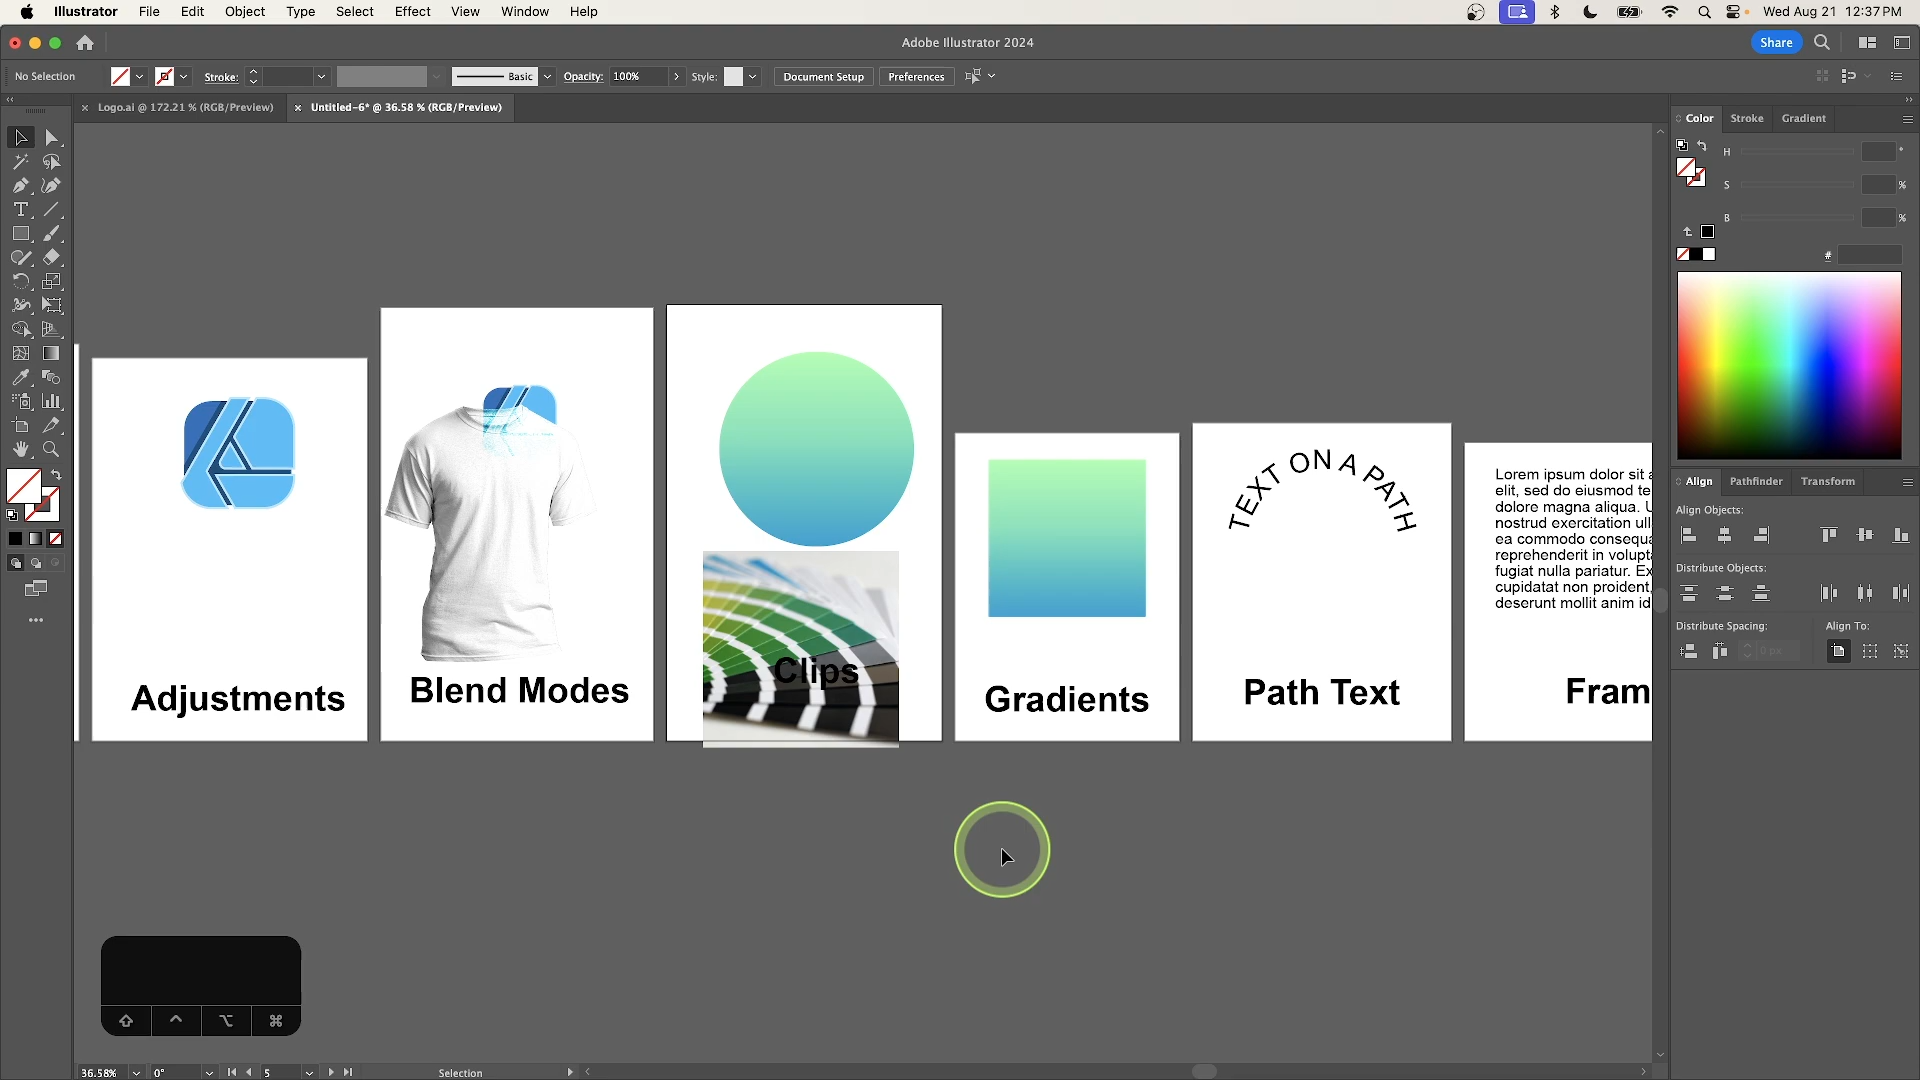 Illustrator File Edit Object Type Select Effect View Window Help Wed Aug 21 12:37 PM
Adobe Illustrator 2024
Share
No Selection Stroke: Basic Opacity: 100% Style: Document Setup Preferences
Logo.ai @ 172.21 % (RGB/Preview) Untitled-6* @ 36.58 % (RGB/Preview)
Color Stroke Gradient
H °
S %
B %
#
TEXT ON A PATH
Lorem ipsum dolor sit a
elit, sed do eiusmod te
dolore magna aliqua. U
nostrud exercitation ull
ea commodo consequa
reprehenderit in volupta
fugiat nulla pariatur. Ex
cupidatat non proident,
deserunt mollit anim id
Adjustments
Blend Modes
Clips
Gradients
Path Text
Fram
Align Pathfinder Transform
Align Objects:
Distribute Objects:
Distribute Spacing: Align To:
0 px
36.58% 0° 5 Selection